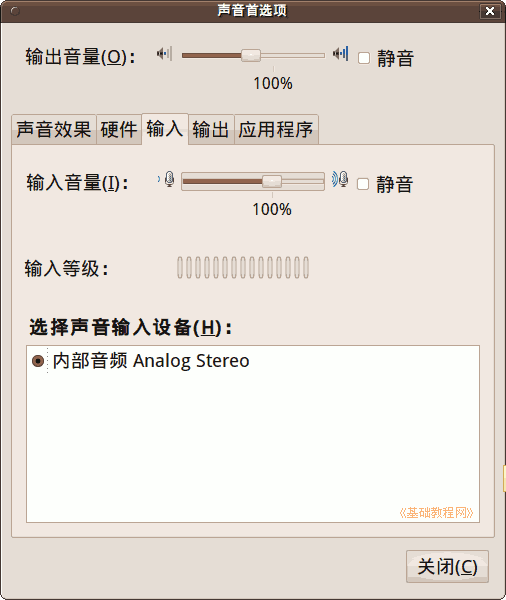 声音首选项
输出音量(O)： 静音
100%
声音效果 硬件 输入 输出 应用程序
输入音量(I)： 静音
100%
输入等级：
选择声音输入设备(H)：
内部音频 Analog Stereo
《基础教程网》
关闭(C)